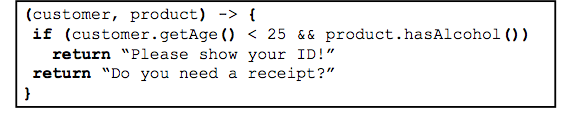 (customer, product) -> {
if (customer.getAge() < 25 && product.hasAlcohol())
return “Please show your ID!”
return “Do you need a receipt?”
}